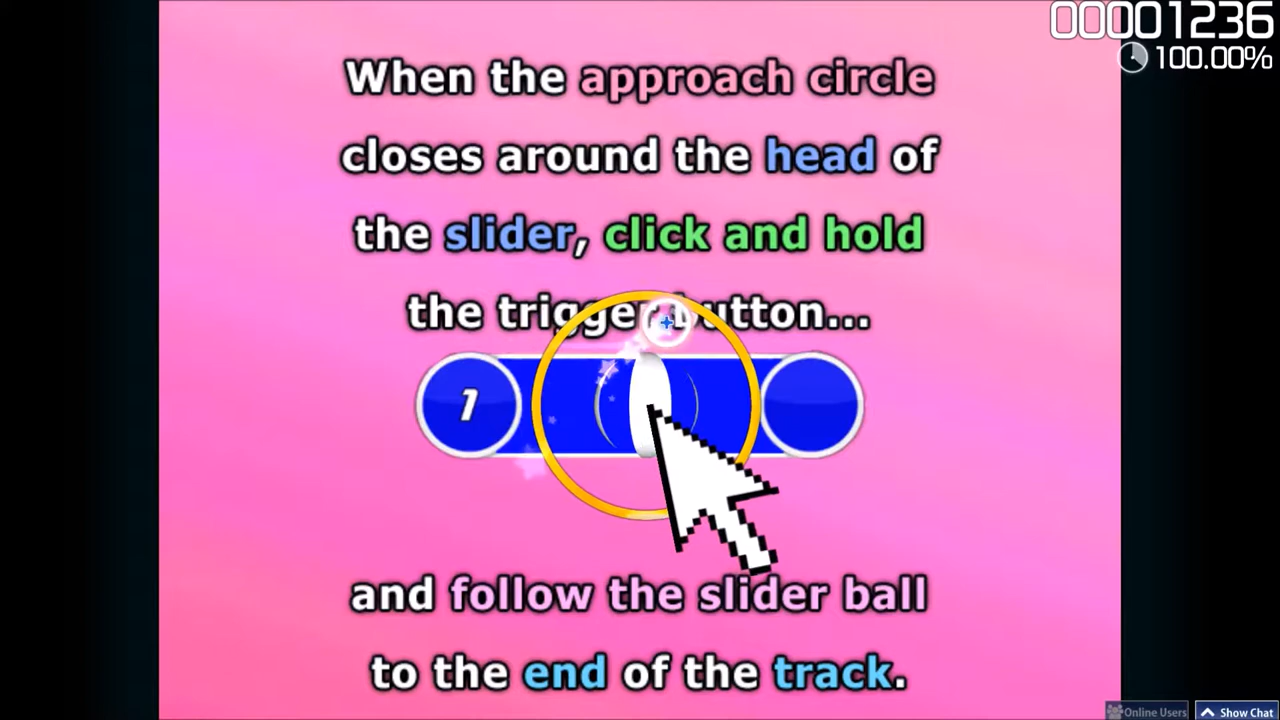 00001236
100.00%
When the approach circle
closes around the head of
the slider, click and hold
the trigger button...
1
and follow the slider ball
to the end of the track.
Online Users
Show Chat